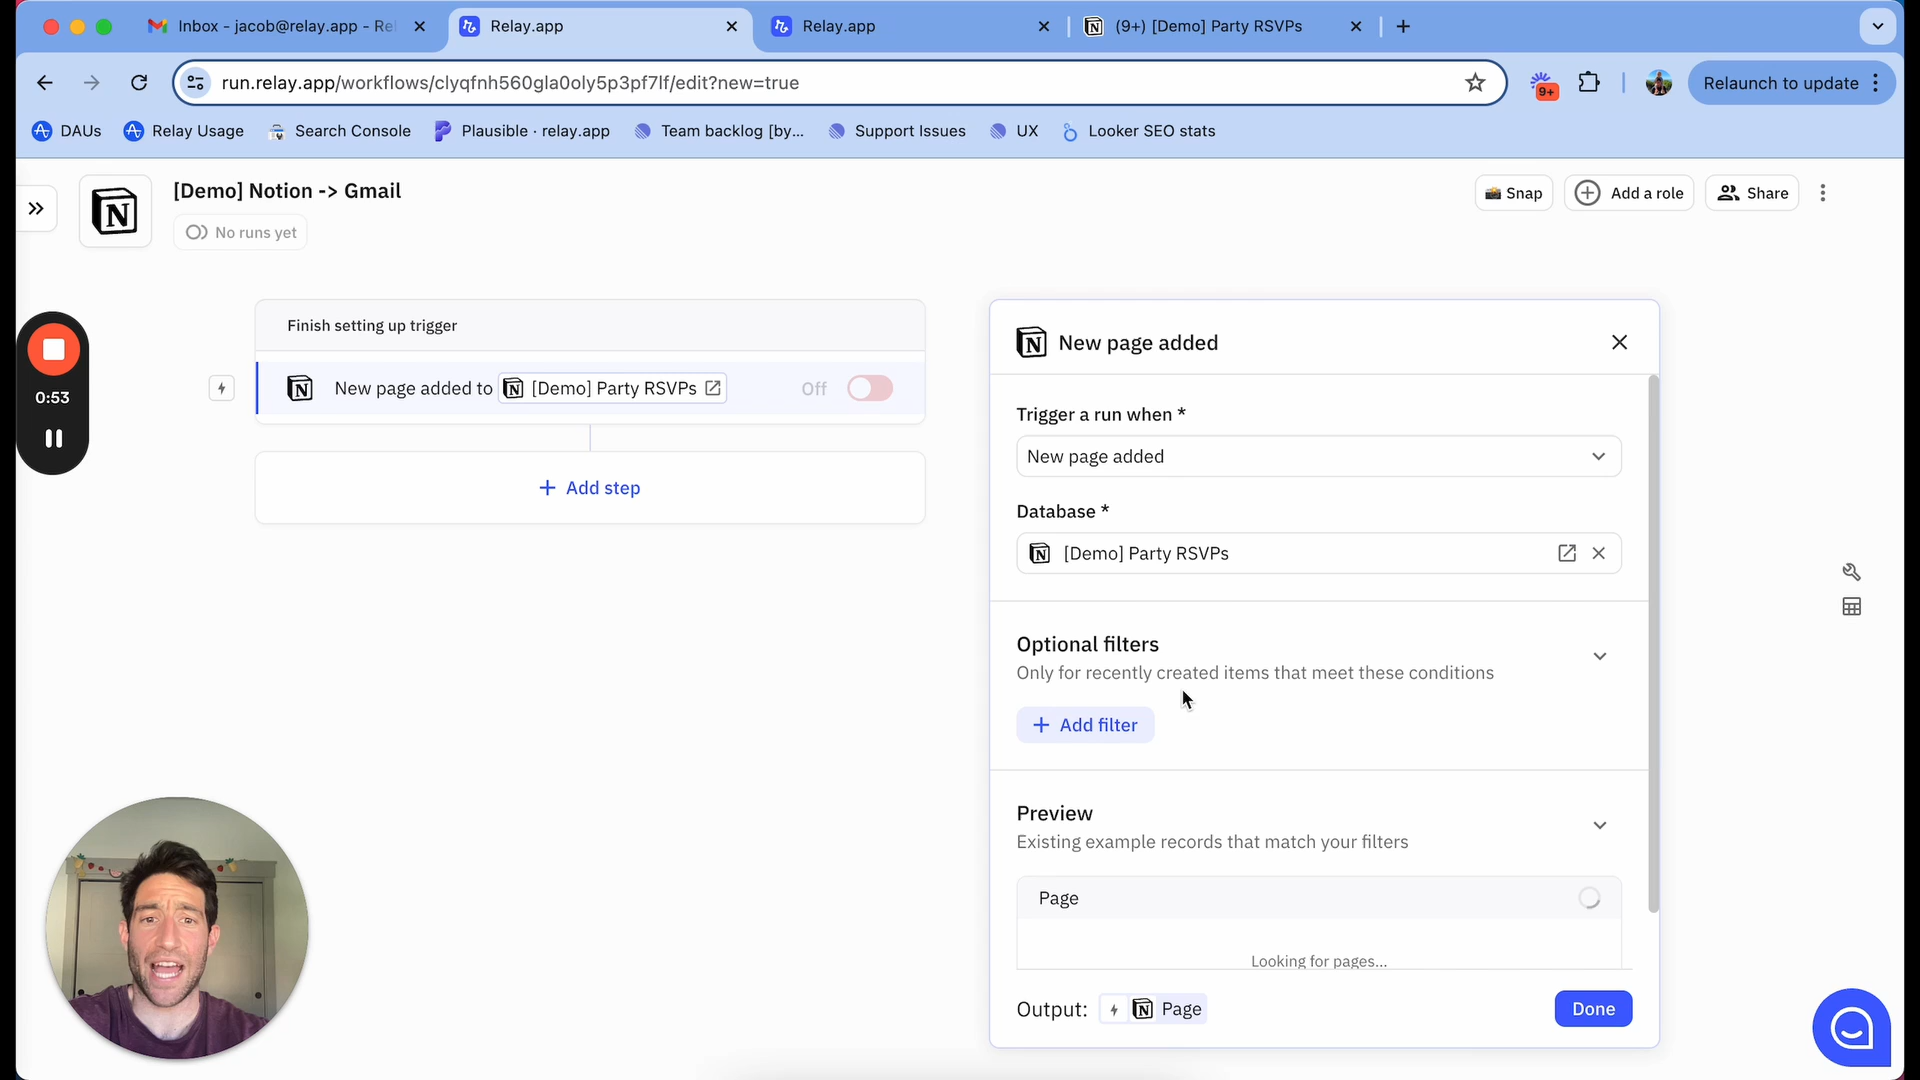 Inbox - jacob@relay.app - Rel
Relay.app
Relay.app
(9+) [Demo] Party RSVPs
run.relay.app/workflows/clyqfnh560gla0oly5p3pf7lf/edit?new=true
9+
Relaunch to update
DAUs
Relay Usage
Search Console
Plausible · relay.app
Team backlog [by...
Support Issues
UX
Looker SEO stats
[Demo] Notion -> Gmail
No runs yet
Snap
Add a role
Share
0:53
Finish setting up trigger
New page added to [Demo] Party RSVPs
Off
+ Add step
New page added
Trigger a run when *
New page added
Database *
[Demo] Party RSVPs
Optional filters
Only for recently created items that meet these conditions
+ Add filter
Preview
Existing example records that match your filters
Page
Looking for pages...
Output: Page
Done